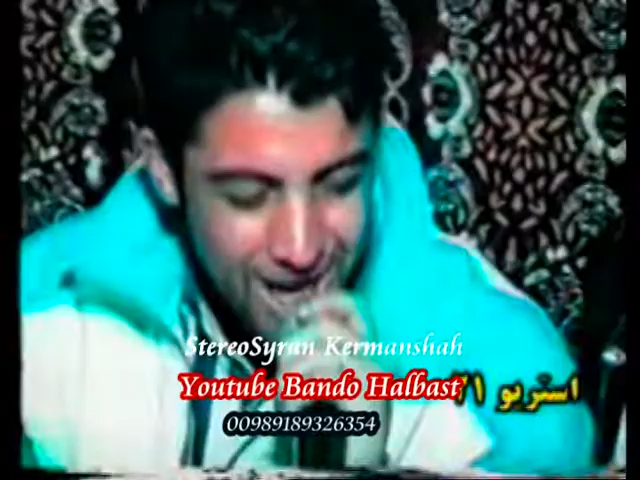 StereoSyran Kermanshah
Youtube Bando Halbast
استریو ۲۱
00989189326354